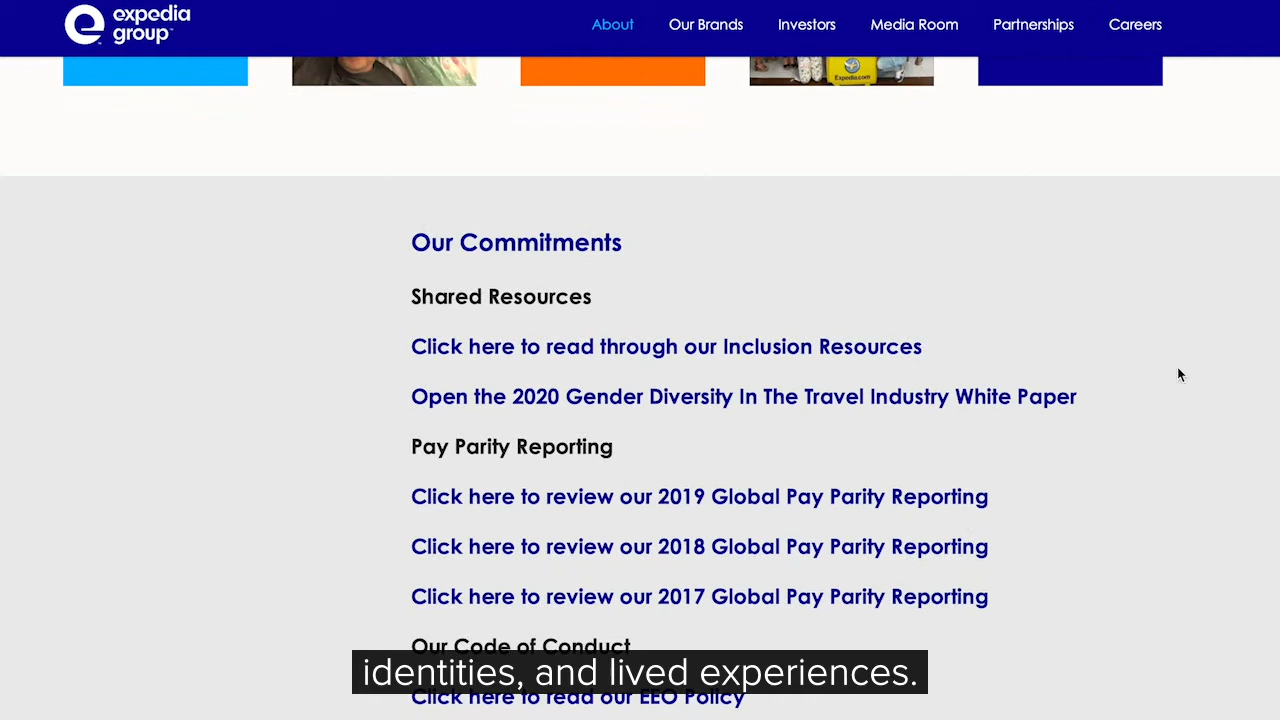 expedia
group™
About Our Brands Investors Media Room Partnerships Careers
Expedia.com
Our Commitments
Shared Resources
Click here to read through our Inclusion Resources
Open the 2020 Gender Diversity In The Travel Industry White Paper
Pay Parity Reporting
Click here to review our 2019 Global Pay Parity Reporting
Click here to review our 2018 Global Pay Parity Reporting
Click here to review our 2017 Global Pay Parity Reporting
Our Code of Conduct
identities, and lived experiences.
Click here to read our EEO Policy